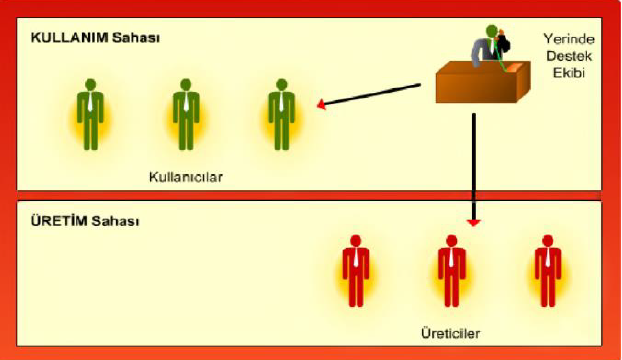 KULLANIM Sahası
Yerinde
Destek
Ekibi
Kullanıcılar
ÜRETİM Sahası
Üreticiler